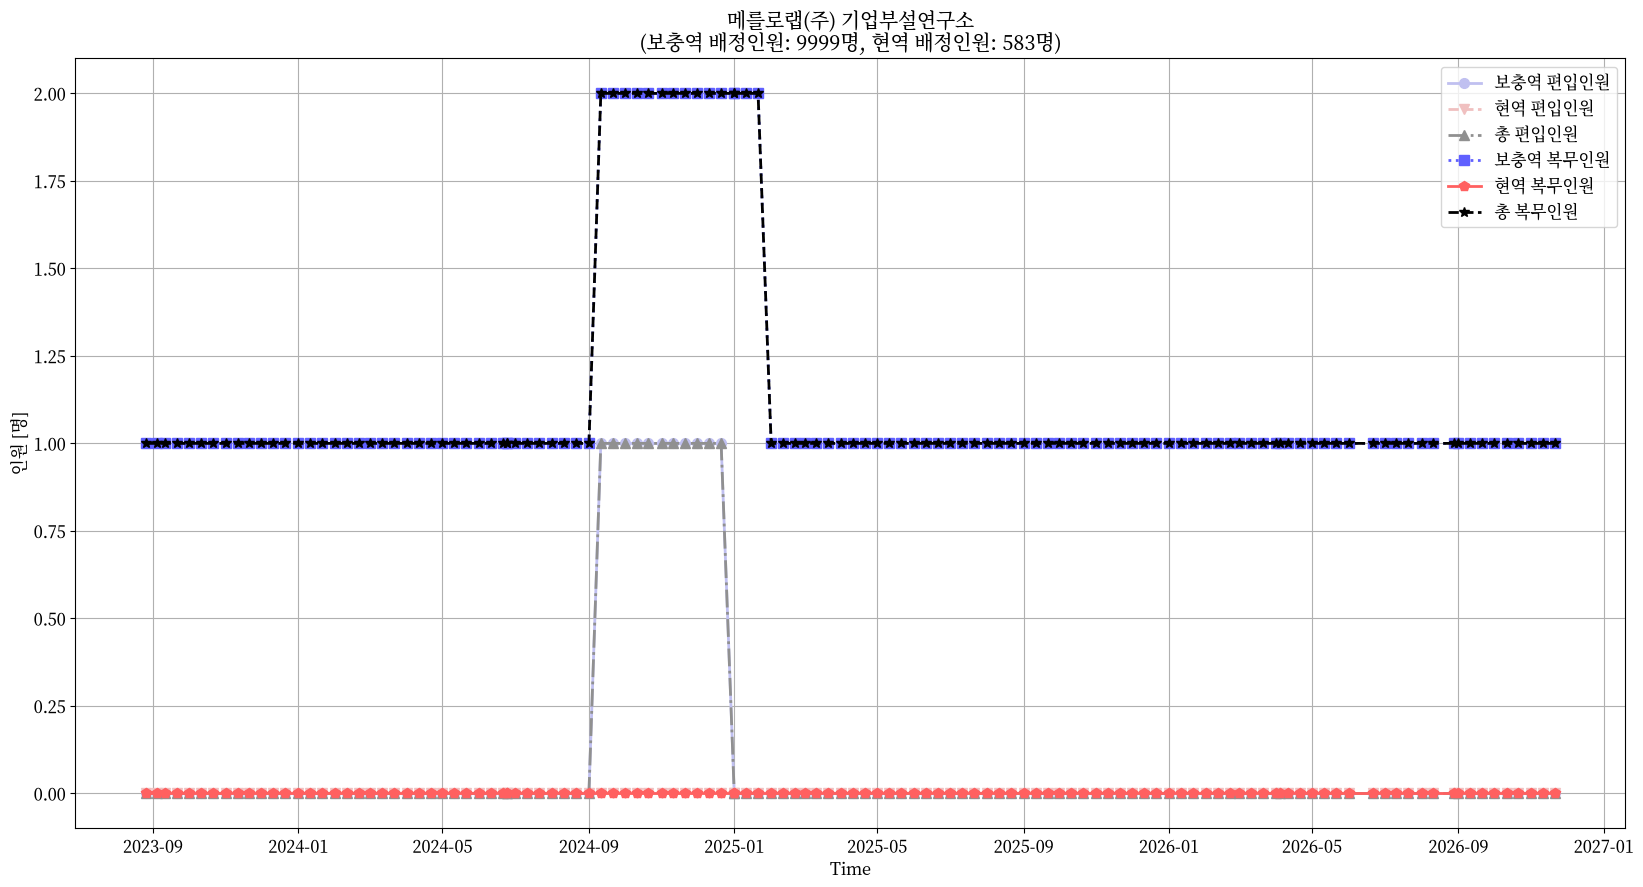 메를로랩(주) 기업부설연구소
(보충역 배정인원: 9999명, 현역 배정인원: 583명)
보충역 편입인원
현역 편입인원
총 편입인원
보충역 복무인원
현역 복무인원
총 복무인원
2.00
1.75
1.50
1.25
1.00
0.75
0.50
0.25
0.00
인원 [명]
2023-09
2024-01
2024-05
2024-09
2025-01
2025-05
2025-09
2026-01
2026-05
2026-09
2027-01
Time